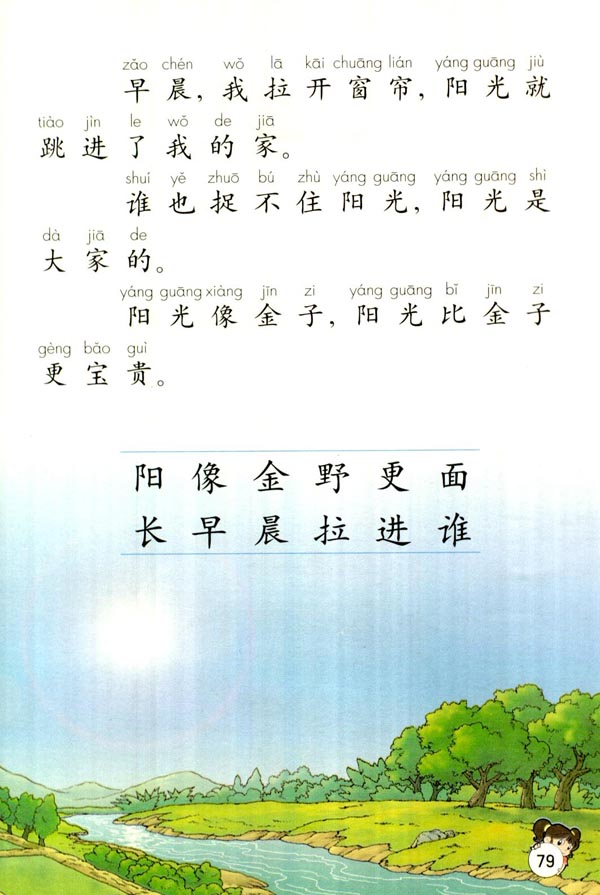 zǎo chén wǒ lā kāi chuāng lián yáng guāng jiù
早晨，我拉开窗帘，阳光就
tiào jìn le wǒ de jiā
跳进了我的家。
shuí yě zhuō bú zhù yáng guāng yáng guāng shì
谁也捉不住阳光，阳光是
dà jiā de
大家的。
yáng guāng xiàng jīn zi yáng guāng bǐ jīn zi
阳光像金子，阳光比金子
gèng bǎo guì
更宝贵。
阳像金野更面
长早晨拉进谁
79